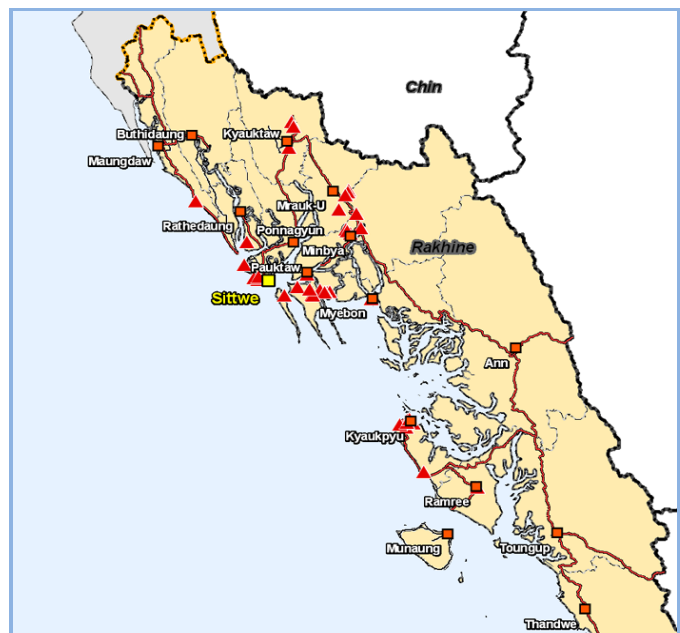 Chin
Buthidaung
Kyauktaw
Maungdaw
Mrauk-U
Rathedaung
Ponnagyun
Minbya
Rakhine
Pauktaw
Sittwe
Myebon
Ann
Kyaukpyu
Ramree
Munaung
Toungup
Thandwe